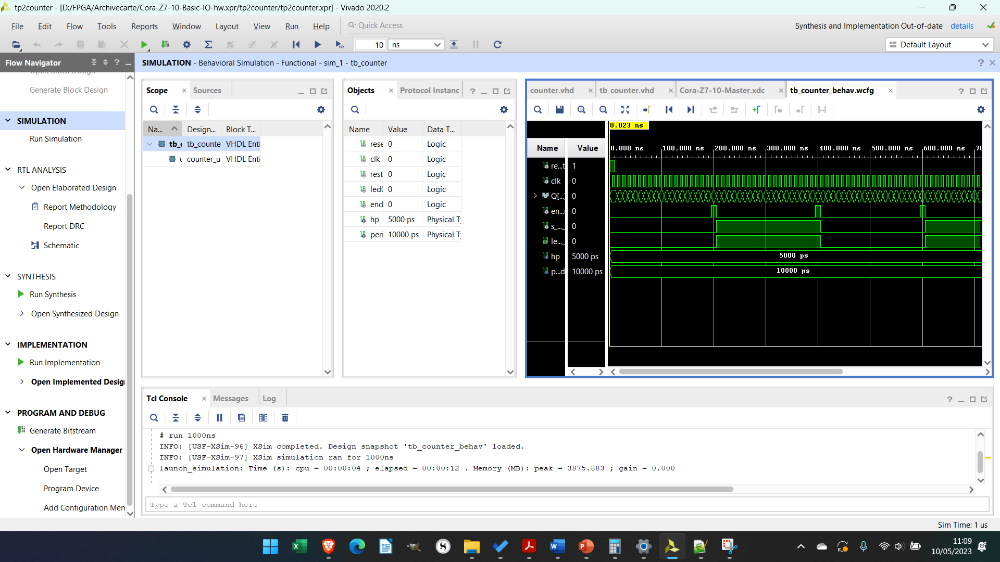 tp2counter - [D:/FPGA/Archivecarte/Cora-Z7-10-Basic-IO-hw.xpr/tp2counter/tp2counter.xpr] - Vivado 2020.2
File Edit Flow Tools Reports Window Layout View Run Help Quick Access
Synthesis and Implementation Out-of-date details
10 ns
Default Layout
Flow Navigator
SIMULATION - Behavioral Simulation - Functional - sim_1 - tb_counter
Open Block Design
Generate Block Design
SIMULATION
Run Simulation
RTL ANALYSIS
Open Elaborated Design
Report Methodology
Report DRC
Schematic
SYNTHESIS
Run Synthesis
Open Synthesized Design
IMPLEMENTATION
Run Implementation
Open Implemented Desig
PROGRAM AND DEBUG
Generate Bitstream
Open Hardware Manager
Open Target
Program Device
Add Configuration Mem
Scope Sources
Na... Design... Block T...
tb_c tb_counte VHDL Enti
u counter_u VHDL Enti
Objects Protocol Instanc
Name Value Data T...
rese 0 Logic
clk 0 Logic
rest 0 Logic
led0 0 Logic
end 0 Logic
hp 5000 ps Physical Ty
peri 10000 ps Physical Ty
counter.vhd tb_counter.vhd Cora-Z7-10-Master.xdc tb_counter_behav.wcfg
0.023 ns
Name Value
0.000 ns 100.000 ns 200.000 ns 300.000 ns 400.000 ns 500.000 ns 600.000 ns 70
re...t 1
clk 0
Q[...] 0
en... 0
s_..._ 0
le..._ 0
hp 5000 ps 5000 ps
p...d 10000 ps 10000 ps
Tcl Console Messages Log
# run 1000ns
INFO: [USF-XSim-96] XSim completed. Design snapshot 'tb_counter_behav' loaded.
INFO: [USF-XSim-97] XSim simulation ran for 1000ns
launch_simulation: Time (s): cpu = 00:00:04 ; elapsed = 00:00:12 . Memory (MB): peak = 3875.883 ; gain = 0.000
Type a Tcl command here
Sim Time: 1 us
11:09
10/05/2023